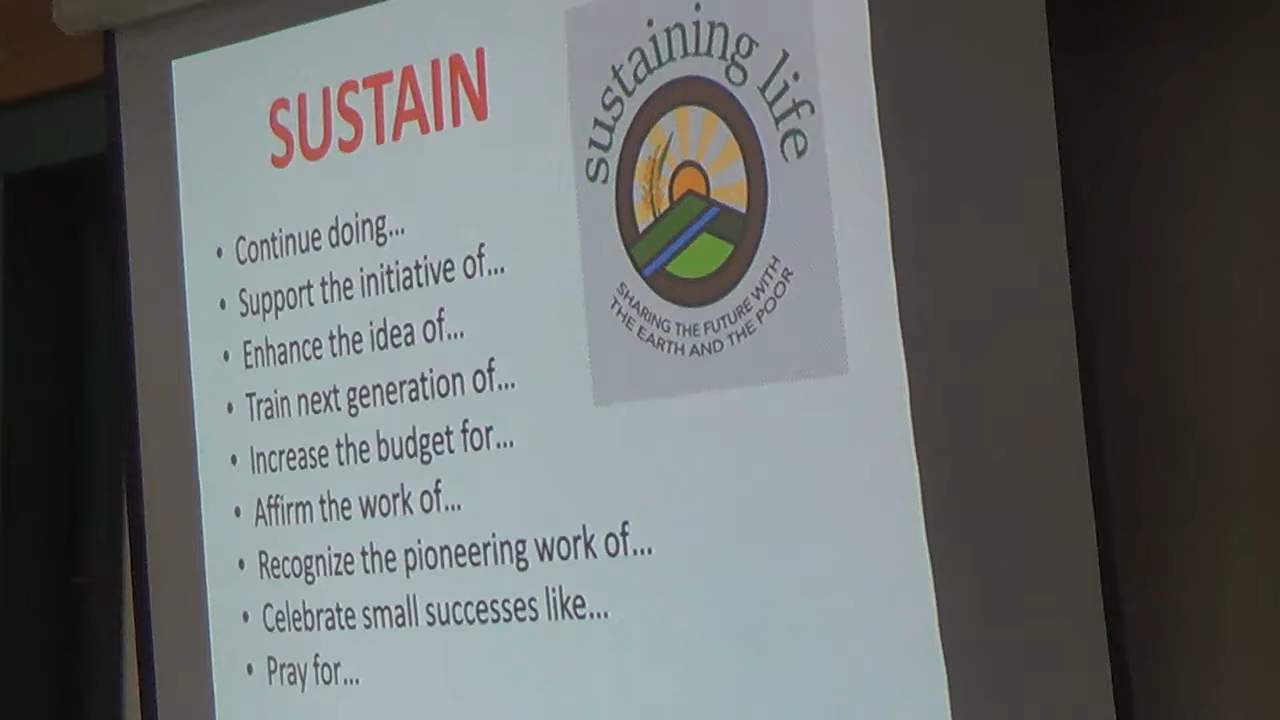 SUSTAIN
• Continue doing...
• Support the initiative of...
• Enhance the idea of...
• Train next generation of...
• Increase the budget for...
• Affirm the work of...
• Recognize the pioneering work of...
• Celebrate small successes like...
• Pray for...
sustaining life
SHARING THE FUTURE WITH
THE EARTH AND THE POOR